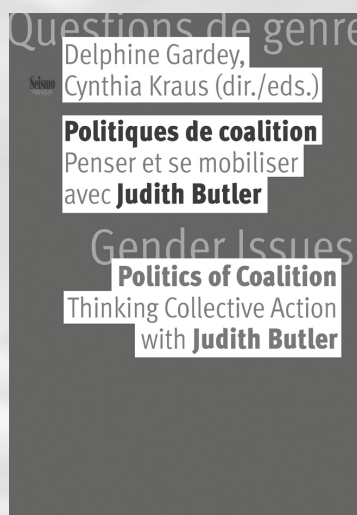 Questions de genre
Delphine Gardey,
Seismo
Cynthia Kraus (dir./eds.)
Politiques de coalition
Penser et se mobiliser
avec Judith Butler
Gender Issues
Politics of Coalition
Thinking Collective Action
with Judith Butler